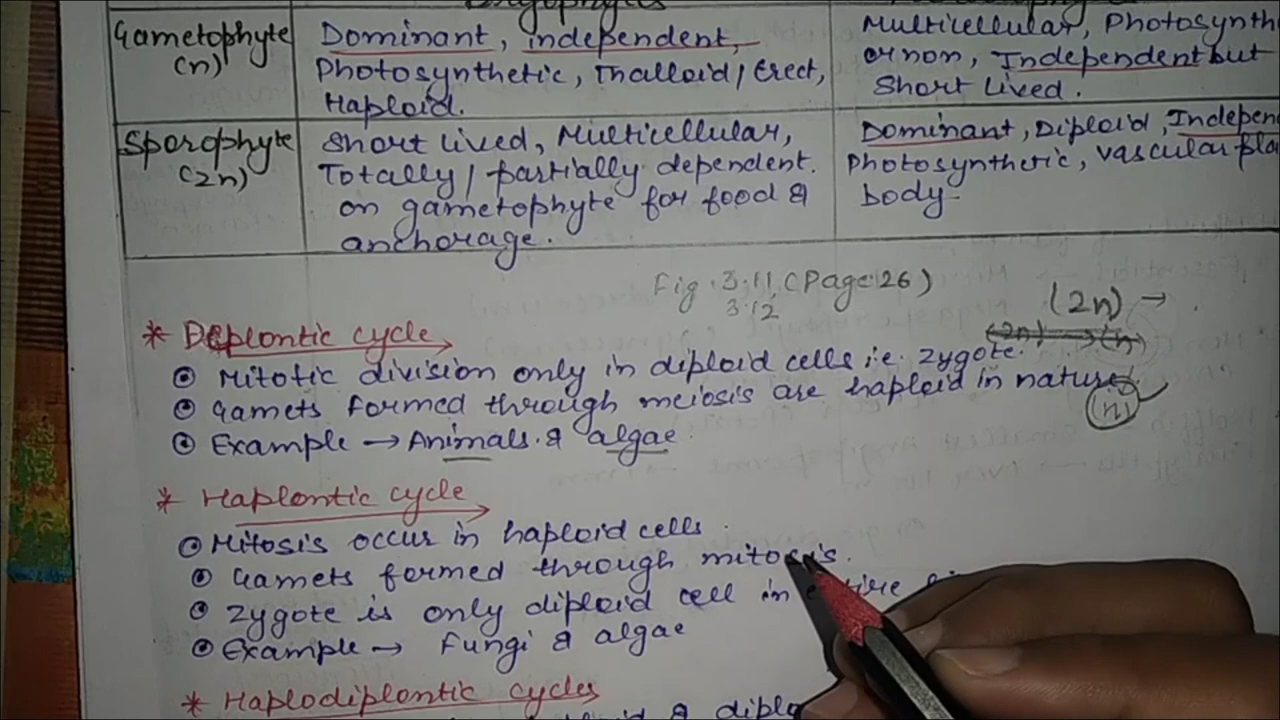 Bryophytes
Gametophyte
(n)
Dominant, independent,
Photosynthetic, Thalloid / Erect,
Haploid.
Multicellular, Photosynth
or non, Independent but
Short Lived.
Sporophyte
(2n)
Short lived, Multicellular,
Totally / partially dependent.
on gametophyte for food &
anchorage.
Dominant, Diploid, Indepen
Photosynthetic, vascular pla
body-
Fig 3.11, (Page 26)
3.12
(2n) →
(2n) → (n)
* Diplontic cycle
Mitotic division only in diploid cells i.e. zygote.
Gamets formed through meiosis are haploid in nature
(n)
Example → Animals & algae.
* Haplontic cycle
Mitosis occur in haploid cells.
Gamets formed through mitosis.
Zygote is only diploid cell in
Example → Fungi & algae
* Haplodiplontic cycles
& diplo